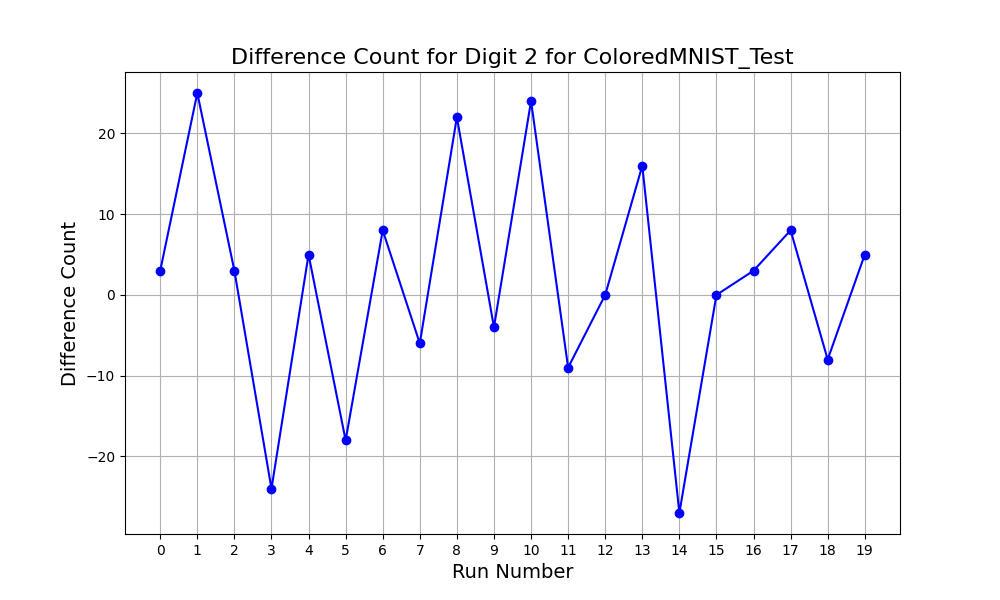 Difference Count for Digit 2 for ColoredMNIST_Test
Difference Count
20
10
0
−10
−20
0 1 2 3 4 5 6 7 8 9 10 11 12 13 14 15 16 17 18 19
Run Number